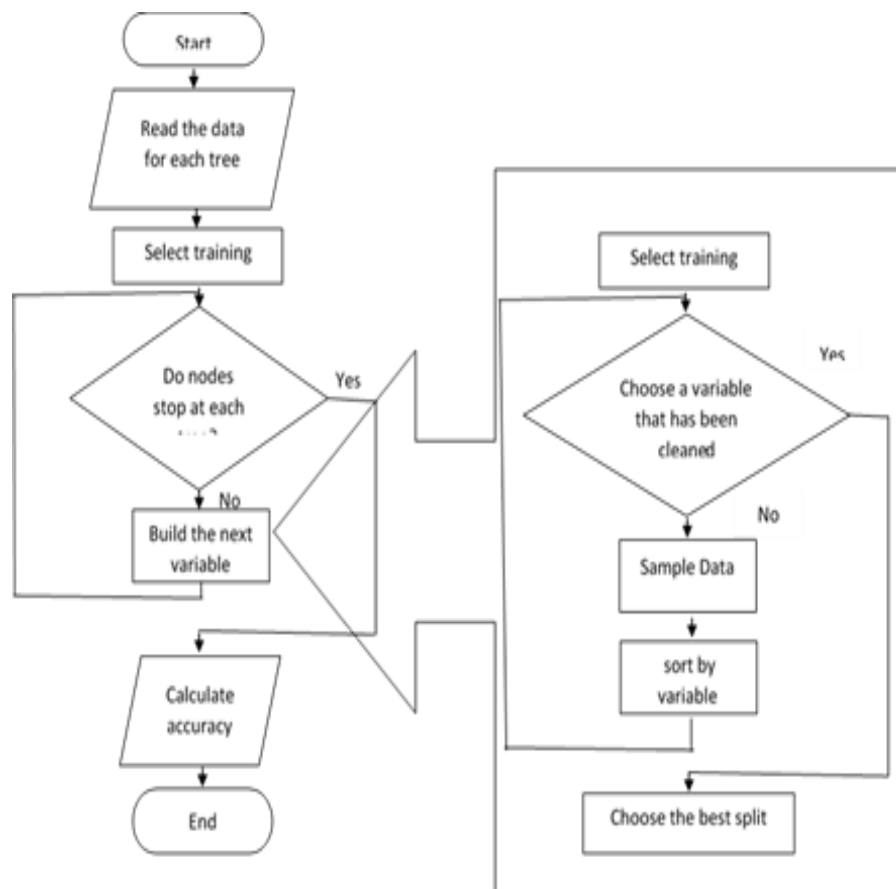 Start
Read the data
for each tree
Select training
Do nodes
stop at each
Yes
No
Build the next
variable
Calculate
accuracy
End
Select training
Choose a variable
that has been
cleaned
Yes
No
Sample Data
sort by
variable
Choose the best split